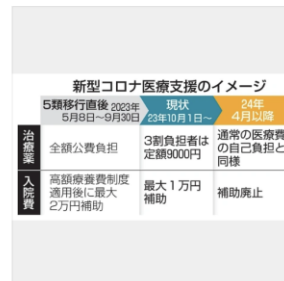 新型コロナ医療支援のイメージ
5類移行直後 2023年
5月8日～9月30日
現状
23年10月1日～
24年
4月以降
治療薬
全額公費負担
3割負担者は
定額9000円
通常の医療費
の自己負担と
同様
入院費
高額療養費制度
適用後に最大
2万円補助
最大1万円
補助
補助廃止